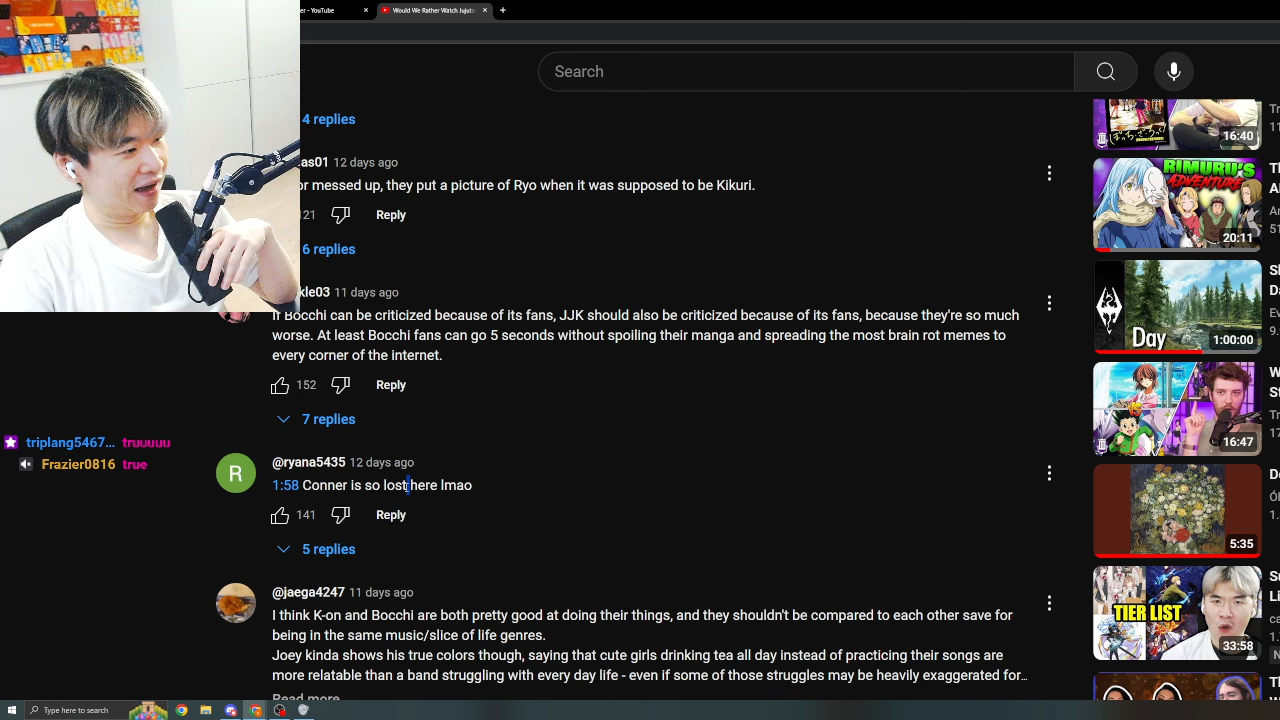 er - YouTube
Would We Rather Watch Jujuts
Search
4 replies
as01 12 days ago
or messed up, they put a picture of Ryo when it was supposed to be Kikuri.
121
Reply
6 replies
kle03 11 days ago
If Bocchi can be criticized because of its fans, JJK should also be criticized because of its fans, because they're so much
worse. At least Bocchi fans can go 5 seconds without spoiling their manga and spreading the most brain rot memes to
every corner of the internet.
152
Reply
7 replies
triplang5467... truuuuu
Frazier0816 true
R
@ryana5435 12 days ago
1:58 Conner is so lost here lmao
141
Reply
5 replies
@jaega4247 11 days ago
I think K-on and Bocchi are both pretty good at doing their things, and they shouldn't be compared to each other save for
being in the same music/slice of life genres.
Joey kinda shows his true colors though, saying that cute girls drinking tea all day instead of practicing their songs are
more relatable than a band struggling with every day life - even if some of those struggles may be heavily exaggerated for...
Read more
16:40
RIMURU'S
ADVENTURE
20:11
Day
1:00:00
16:47
5:35
TIER LIST
33:58
Type here to search